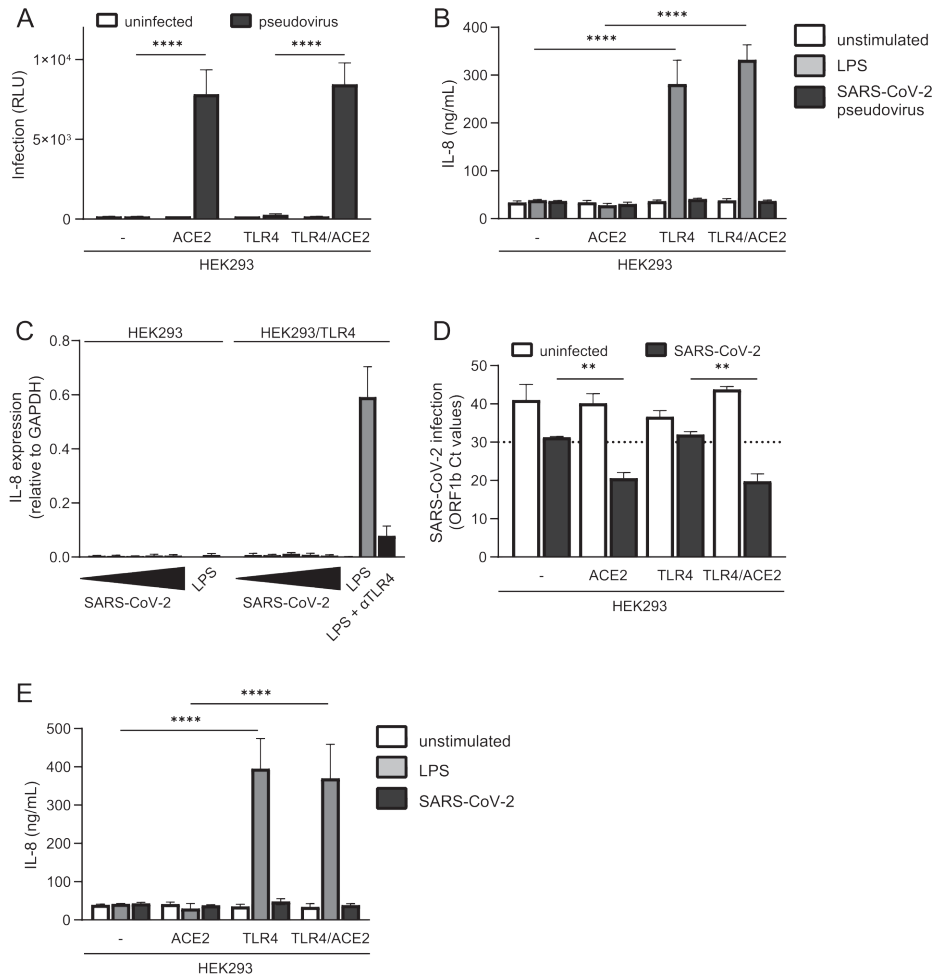 A
uninfected pseudovirus
**** ****
Infection (RLU)
1×10⁴
5×10³
0
- ACE2 TLR4 TLR4/ACE2
HEK293
B
****
****
IL-8 (ng/mL)
400
300
200
100
0
- ACE2 TLR4 TLR4/ACE2
HEK293
unstimulated
LPS
SARS-CoV-2
pseudovirus
C
HEK293 HEK293/TLR4
IL-8 expression
(relative to GAPDH)
0.8
0.6
0.4
0.2
0.0
SARS-CoV-2 LPS SARS-CoV-2 LPS LPS + αTLR4
D
uninfected SARS-CoV-2
** **
SARS-CoV-2 infection
(ORF1b Ct values)
50
40
30
20
10
0
- ACE2 TLR4 TLR4/ACE2
HEK293
E
****
****
IL-8 (ng/mL)
500
400
300
200
100
0
- ACE2 TLR4 TLR4/ACE2
HEK293
unstimulated
LPS
SARS-CoV-2